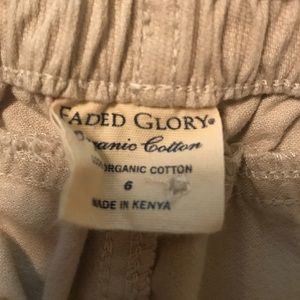 FADED GLORY®
Organic Cotton
ORGANIC COTTON
6
MADE IN KENYA